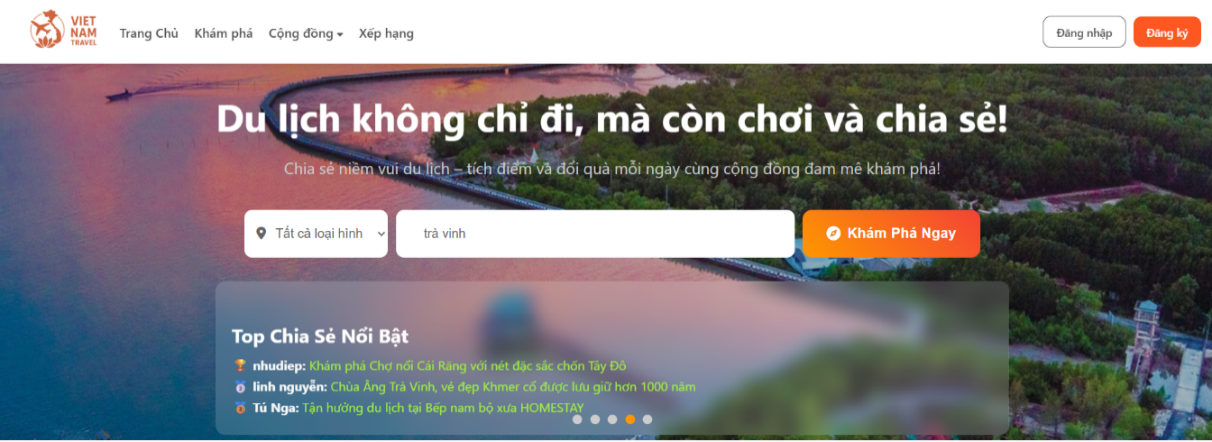 VIET
NAM
TRAVEL
Trang Chủ Khám phá Cộng đồng Xếp hạng
Đăng nhập Đăng ký
Du lịch không chỉ đi, mà còn chơi và chia sẻ!
Chia sẻ niềm vui du lịch – tích điểm và đổi quà mỗi ngày cùng cộng đồng đam mê khám phá!
Tất cả loại hình trà vinh Khám Phá Ngay
Top Chia Sẻ Nổi Bật
nhudiep: Khám phá Chợ nổi Cái Răng với nét đặc sắc chốn Tây Đô
linh nguyễn: Chùa Âng Trà Vinh, vẻ đẹp Khmer cổ được lưu giữ hơn 1000 năm
Tú Nga: Tận hưởng du lịch tại Bếp nam bộ xưa HOMESTAY